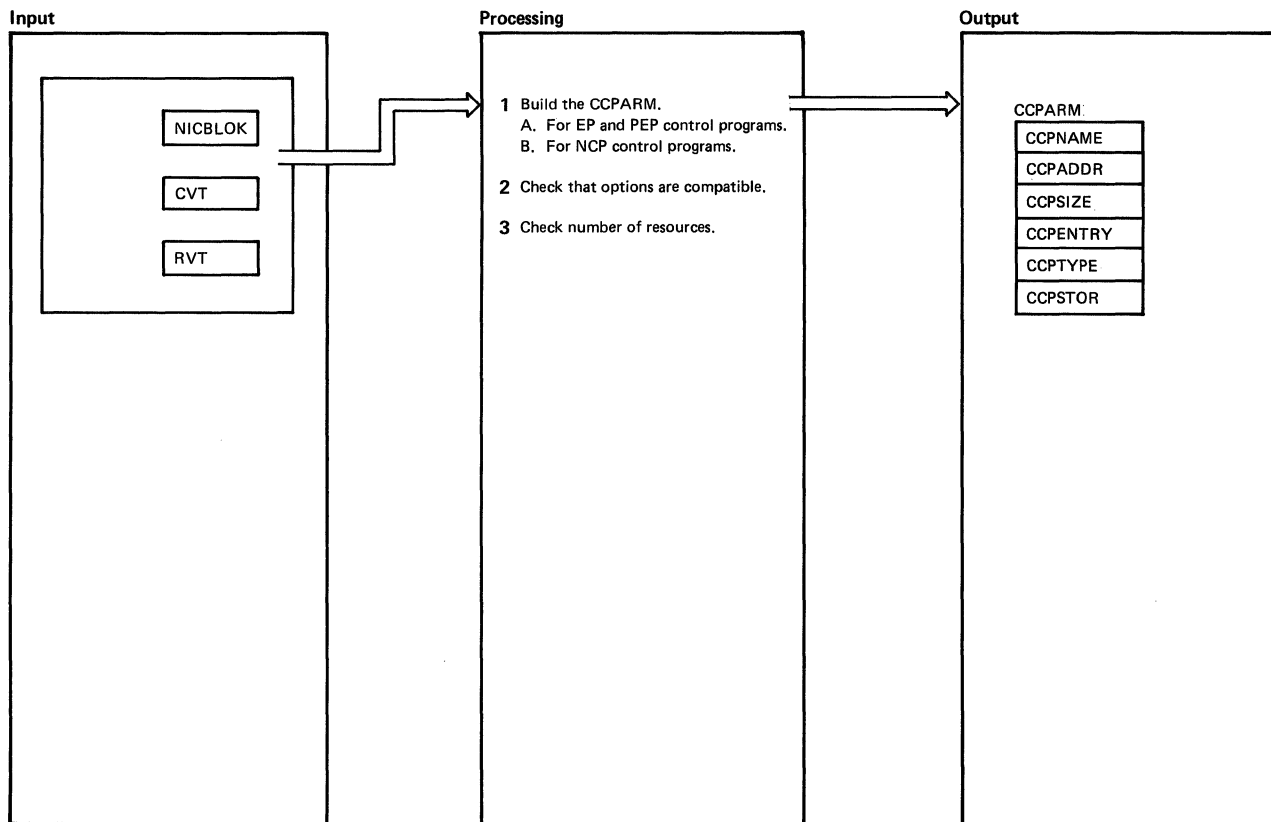 Input
NICBLOK
CVT
RVT
Processing
1 Build the CCPARM.
A. For EP and PEP control programs.
B. For NCP control programs.
2 Check that options are compatible.
3 Check number of resources.
Output
CCPARM
CCPNAME
CCPADDR
CCPSIZE
CCPENTRY
CCPTYPE
CCPSTOR